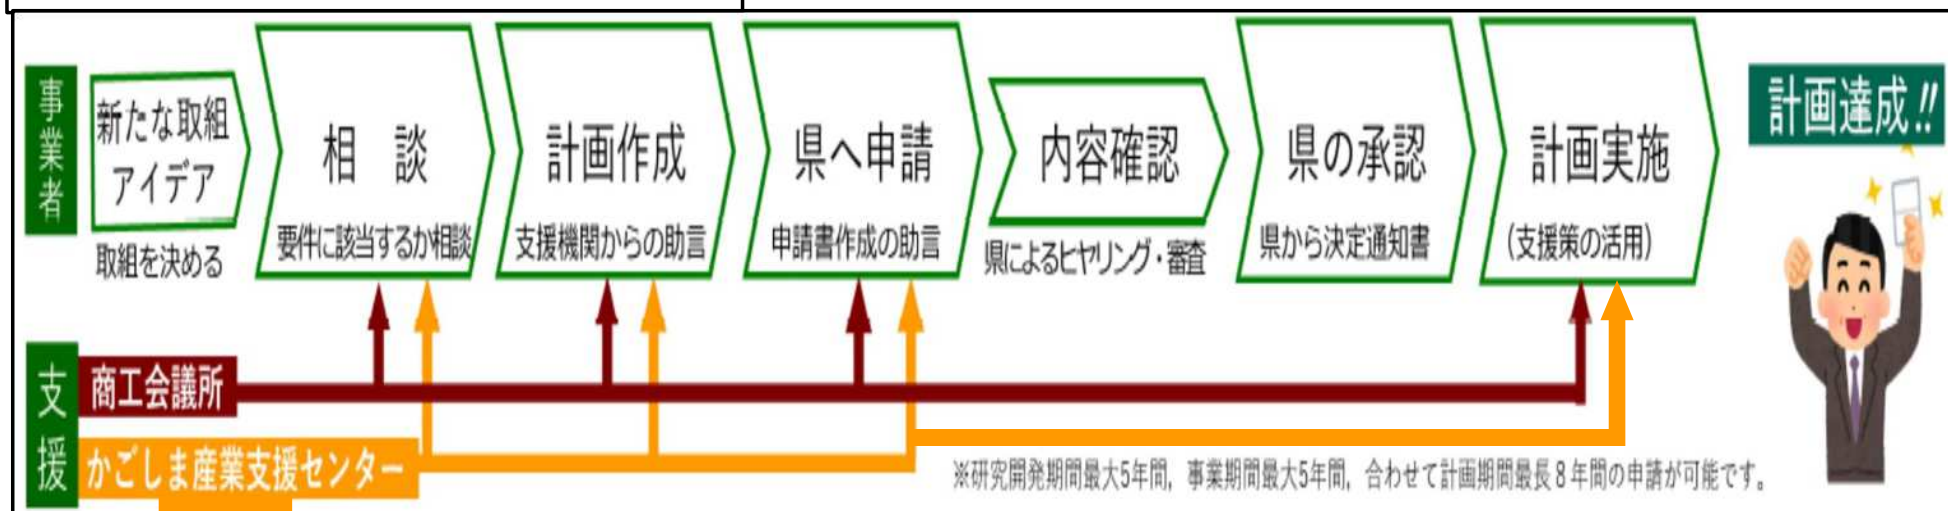 事業者
新たな取組
アイデア
取組を決める
相 談
要件に該当するか相談
計画作成
支援機関からの助言
県へ申請
申請書作成の助言
内容確認
県によるヒヤリング・審査
県の承認
県から決定通知書
計画実施
(支援策の活用)
計画達成!!
支援
商工会議所
かごしま産業支援センター
※研究開発期間最大5年間, 事業期間最大5年間, 合わせて計画期間最長8年間の申請が可能です。